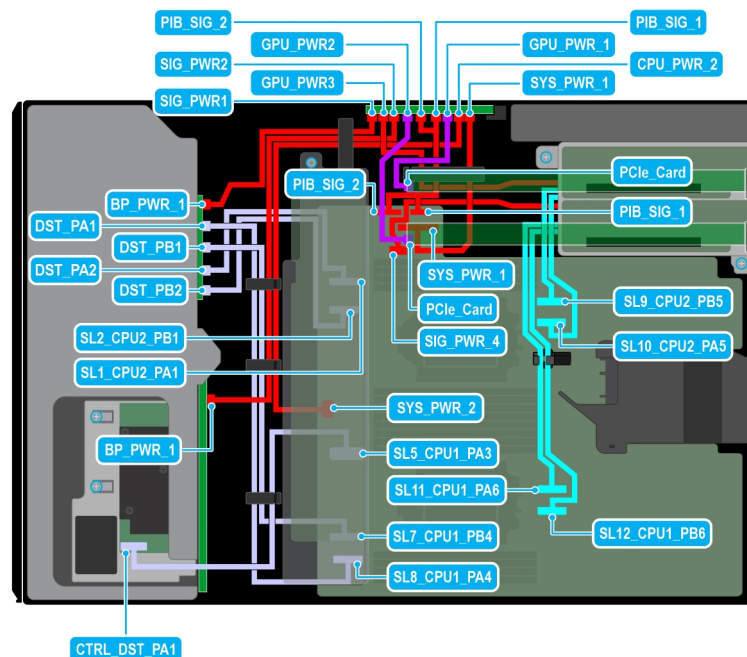 PIB_SIG_2
PIB_SIG_1
GPU_PWR2
GPU_PWR_1
SIG_PWR2
CPU_PWR_2
GPU_PWR3
SYS_PWR_1
SIG_PWR1
PCIe_Card
PIB_SIG_2
BP_PWR_1
PIB_SIG_1
DST_PA1
DST_PB1
DST_PA2
SYS_PWR_1
DST_PB2
SL9_CPU2_PB5
PCIe_Card
SL2_CPU2_PB1
SIG_PWR_4
SL10_CPU2_PA5
SL1_CPU2_PA1
SYS_PWR_2
BP_PWR_1
SL5_CPU1_PA3
SL11_CPU1_PA6
SL7_CPU1_PB4
SL12_CPU1_PB6
SL8_CPU1_PA4
CTRL_DST_PA1